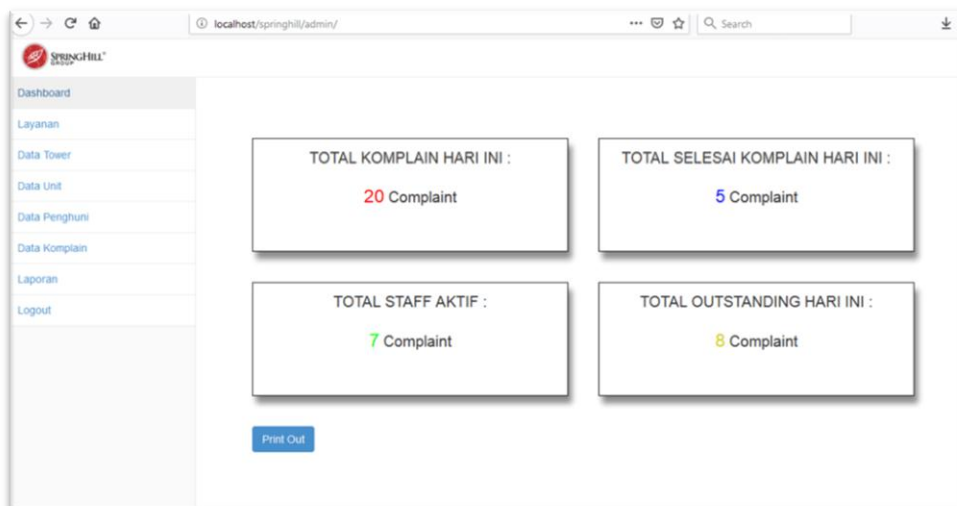 localhost/springhill/admin/
Search
SPRINGHILL®
GROUP
Dashboard
Layanan
Data Tower
Data Unit
Data Penghuni
Data Komplain
Laporan
Logout
TOTAL KOMPLAIN HARI INI :
20 Complaint
TOTAL SELESAI KOMPLAIN HARI INI :
5 Complaint
TOTAL STAFF AKTIF :
7 Complaint
TOTAL OUTSTANDING HARI INI :
8 Complaint
Print Out